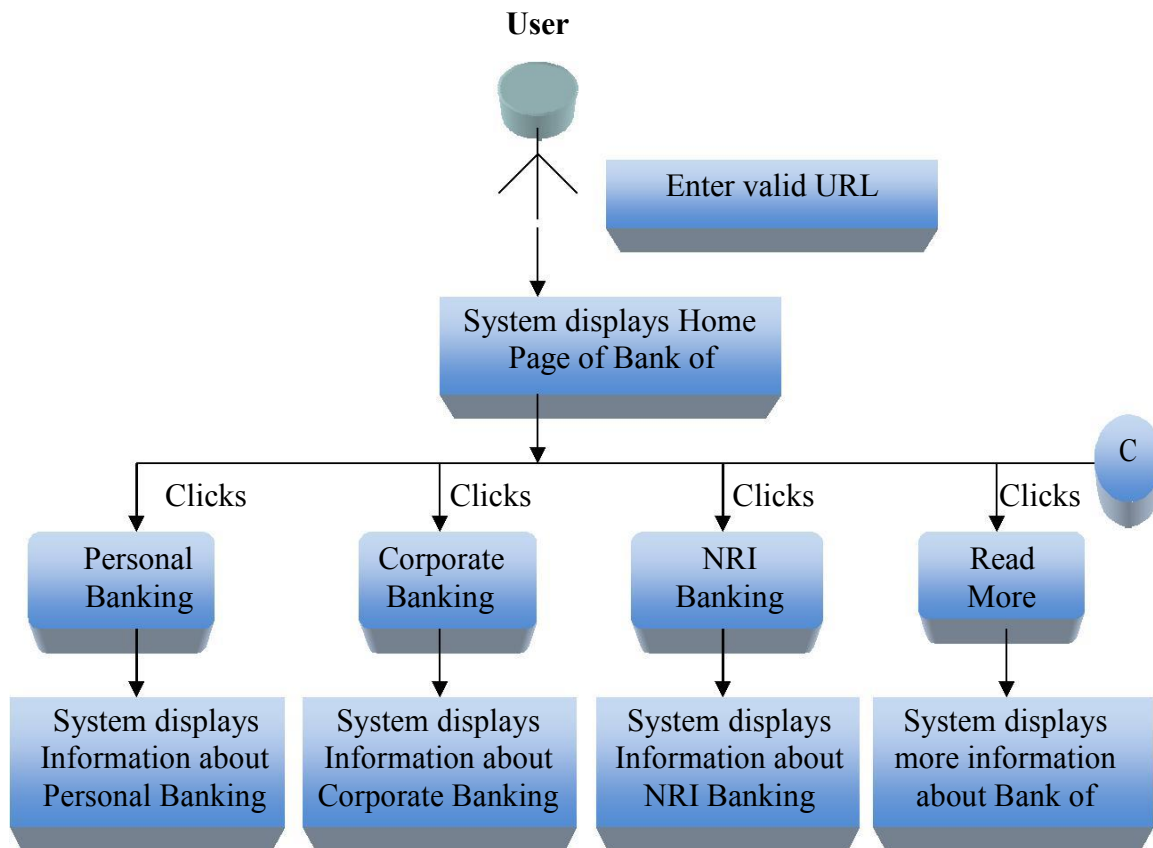 User
Enter valid URL
System displays Home
Page of Bank of
C
Clicks
Clicks
Clicks
Clicks
Personal
Banking
Corporate
Banking
NRI
Banking
Read
More
System displays
Information about
Personal Banking
System displays
Information about
Corporate Banking
System displays
Information about
NRI Banking
System displays
more information
about Bank of